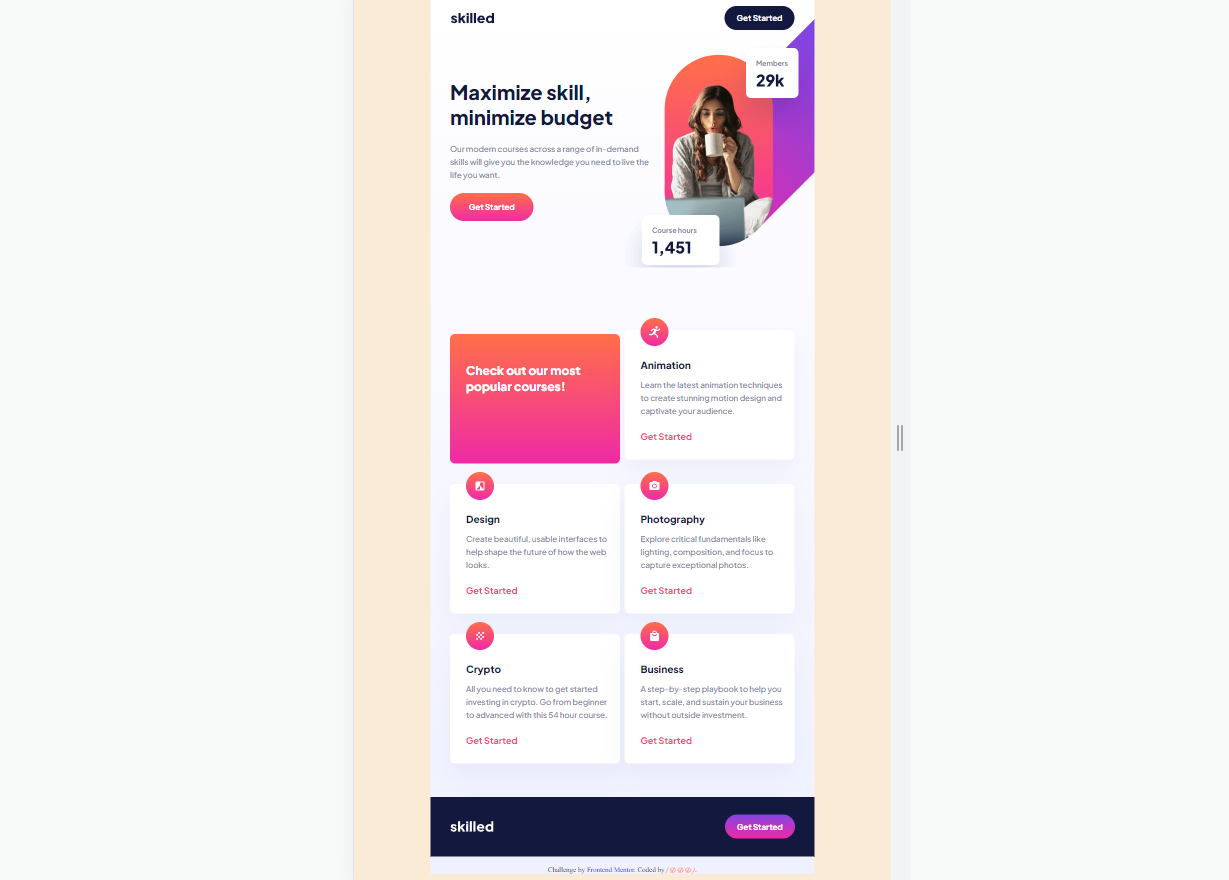 skilled
Get Started
Members
29k
Maximize skill,
minimize budget
Our modern courses across a range of in-demand
skills will give you the knowledge you need to live the
life you want.
Get Started
Course hours
1,451
Check out our most
popular courses!
Animation
Learn the latest animation techniques
to create stunning motion design and
captivate your audience.
Get Started
Design
Create beautiful, usable interfaces to
help shape the future of how the web
looks.
Get Started
Photography
Explore critical fundamentals like
lighting, composition, and focus to
capture exceptional photos.
Get Started
Crypto
All you need to know to get started
investing in crypto. Go from beginner
to advanced with this 54 hour course.
Get Started
Business
A step-by-step playbook to help you
start, scale, and sustain your business
without outside investment.
Get Started
skilled
Get Started
Challenge by Frontend Mentor. Coded by